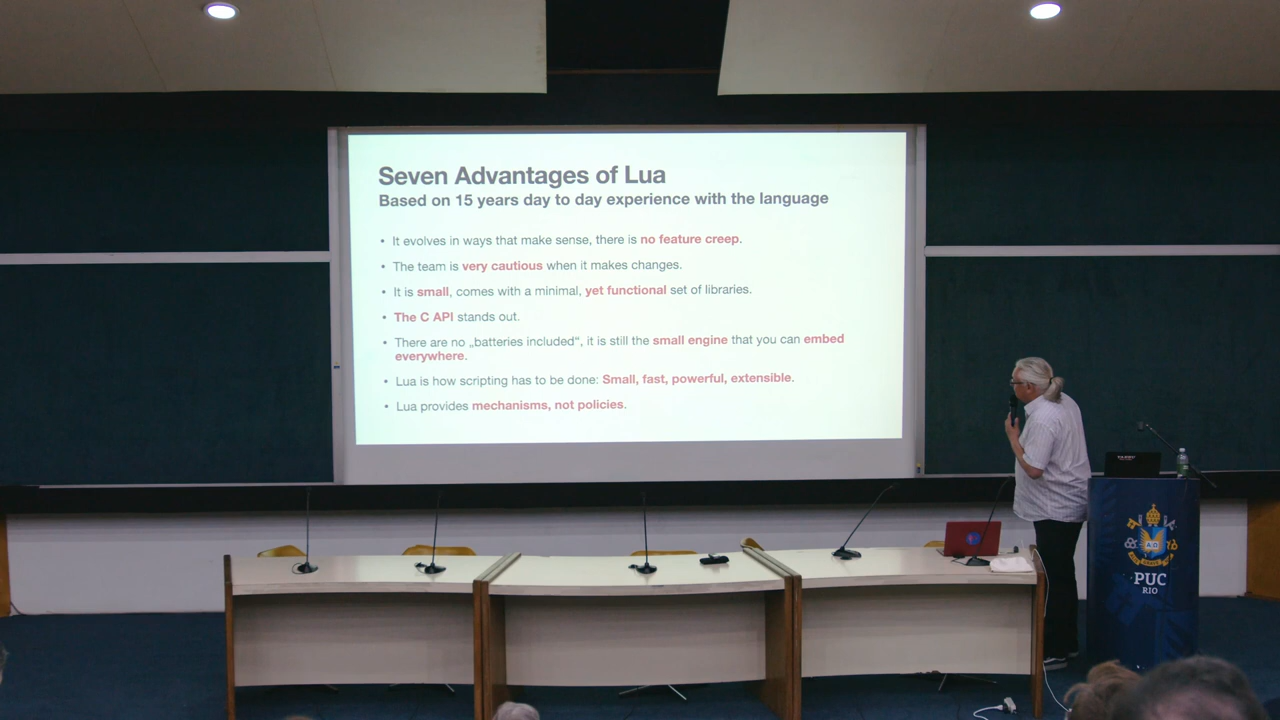 Seven Advantages of Lua
Based on 15 years day to day experience with the language
• It evolves in ways that make sense, there is no feature creep.
• The team is very cautious when it makes changes.
• It is small, comes with a minimal, yet functional set of libraries.
• The C API stands out.
• There are no „batteries included“, it is still the small engine that you can embed
everywhere.
• Lua is how scripting has to be done: Small, fast, powerful, extensible.
• Lua provides mechanisms, not policies.
PUC
RIO